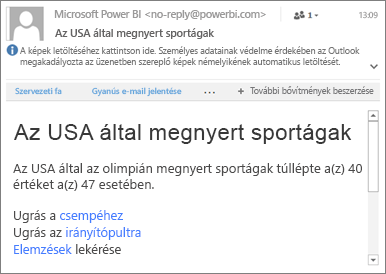 Microsoft Power BI <no-reply@powerbi.com>
1
13:09
Az USA által megnyert sportágak
A képek letöltéséhez kattintson ide. Személyes adatainak védelme érdekében az Outlook
megakadályozta az üzenetben szereplő képek némelyikének automatikus letöltését.
Szervezeti fa Gyanús e-mail jelentése ... + További bővítmények beszerzése
Az USA által megnyert sportágak
Az USA által az olimpián megnyert sportágak túllépte a(z) 40
értéket a(z) 47 esetében.
Ugrás a csempéhez
Ugrás az irányítópultra
Elemzések lekérése